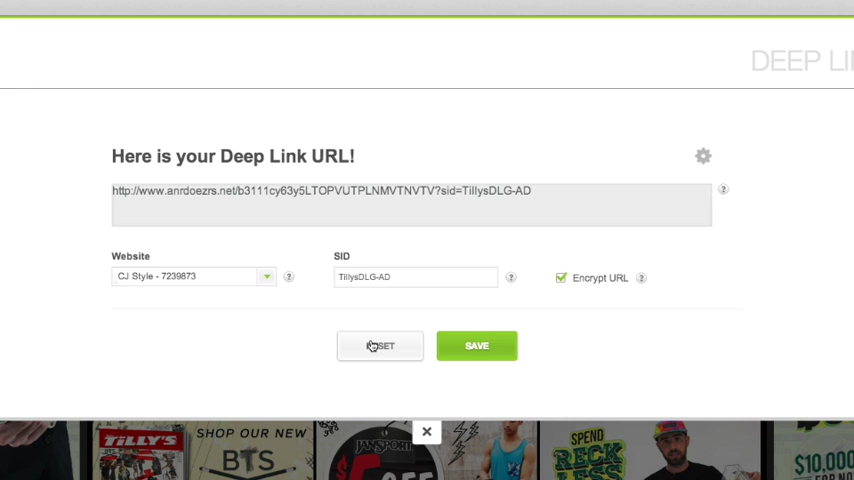 DEEP LI
Here is your Deep Link URL!
http://www.anrdoezrs.net/b3111cy63y5LTOPVUTPLNMVTNVTV?sid=TillysDLG-AD
?
Website
SID
CJ Style - 7239873
?
TillysDLG-AD
?
Encrypt URL
?
SAVE
TILLY'S
SHOP OUR NEW
BTS
JANSPORT
OFF
SPEND
RECK
LESS
$10,000